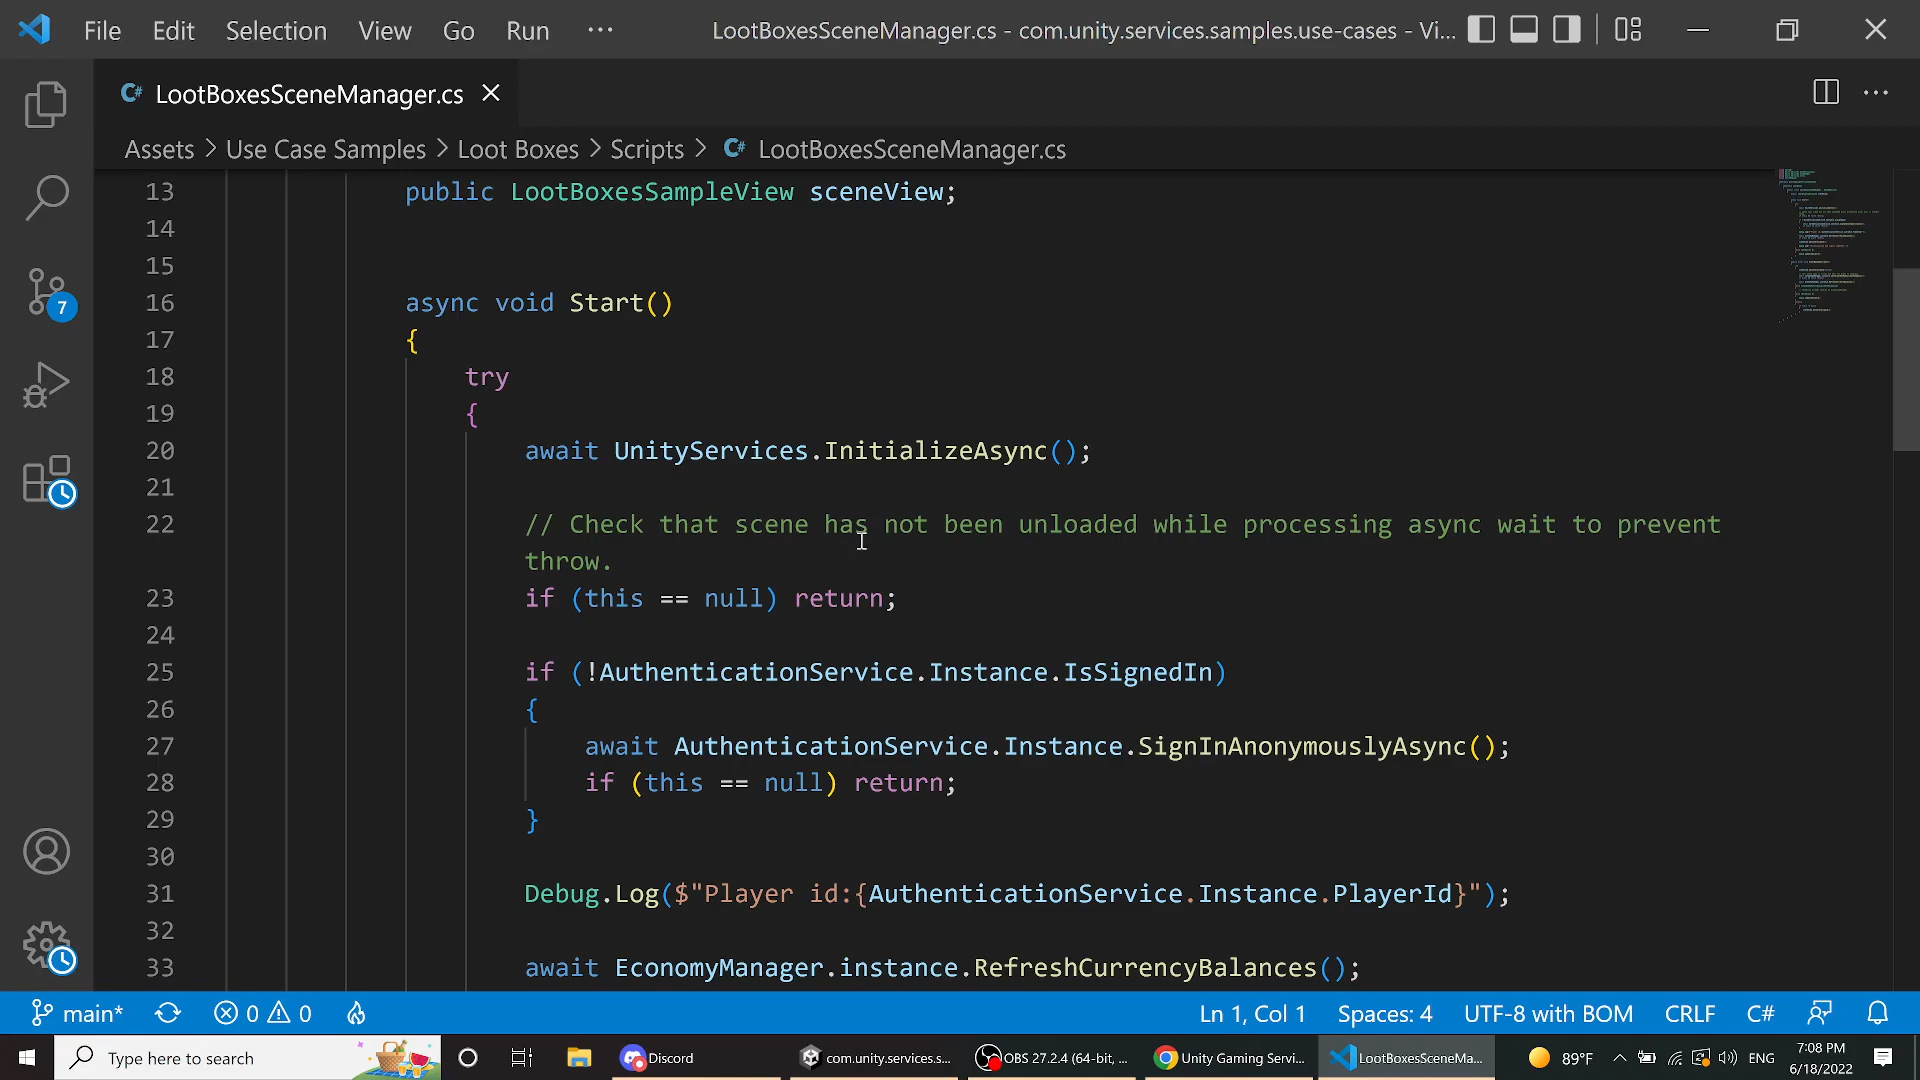 File Edit Selection View Go Run ··· LootBoxesSceneManager.cs - com.unity.services.samples.use-cases - Vi...
C# LootBoxesSceneManager.cs
Assets > Use Case Samples > Loot Boxes > Scripts > C# LootBoxesSceneManager.cs
13 public LootBoxesSampleView sceneView;
14
15
16 async void Start()
17 {
18 try
19 {
20 await UnityServices.InitializeAsync();
21
22 // Check that scene has not been unloaded while processing async wait to prevent
throw.
23 if (this == null) return;
24
25 if (!AuthenticationService.Instance.IsSignedIn)
26 {
27 await AuthenticationService.Instance.SignInAnonymouslyAsync();
28 if (this == null) return;
29 }
30
31 Debug.Log($"Player id:{AuthenticationService.Instance.PlayerId}");
32
33 await EconomyManager.instance.RefreshCurrencyBalances();
7
main* 0 0 Ln 1, Col 1 Spaces: 4 UTF-8 with BOM CRLF C#
Type here to search Discord com.unity.services.s... OBS 27.2.4 (64-bit, ... Unity Gaming Servi... LootBoxesSceneMa... 89°F ENG 7:08 PM
6/18/2022